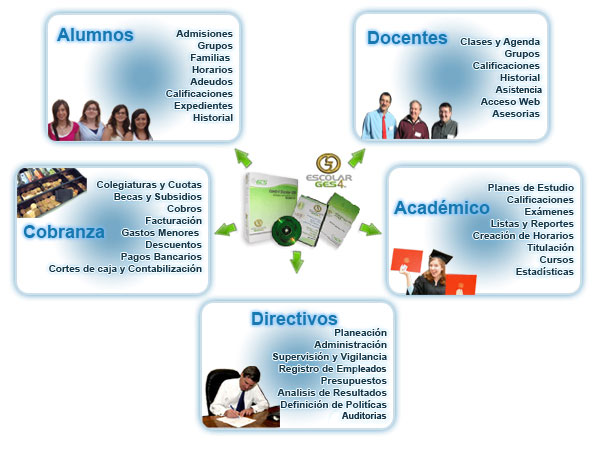 Alumnos
Admisiones
Grupos
Familias
Horarios
Adeudos
Calificaciones
Expedientes
Historial
Docentes
Clases y Agenda
Grupos
Calificaciones
Historial
Asistencia
Acceso Web
Asesorias
ESCOLAR
GES4
Cobranza
Colegiaturas y Cuotas
Becas y Subsidios
Cobros
Facturación
Gastos Menores
Descuentos
Pagos Bancarios
Cortes de caja y Contabilización
Académico
Planes de Estudio
Calificaciones
Exámenes
Listas y Reportes
Creación de Horarios
Titulación
Cursos
Estadísticas
Directivos
Planeación
Administración
Supervisión y Vigilancia
Registro de Empleados
Presupuestos
Analisis de Resultados
Definición de Politícas
Auditorias